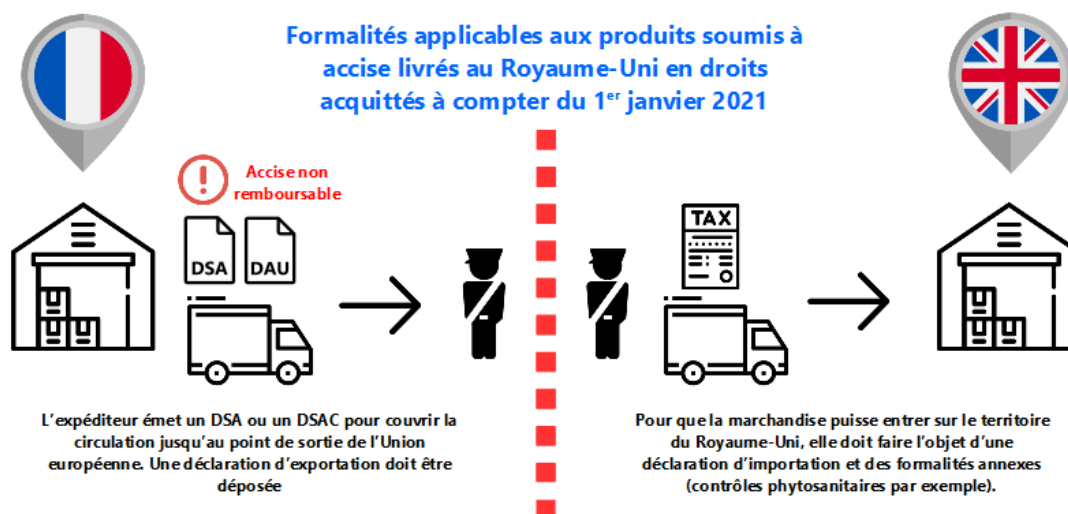 Formalités applicables aux produits soumis à
accise livrés au Royaume-Uni en droits
acquittés à compter du 1er janvier 2021
Accise non
remboursable
DSA
DAU
TAX
L'expéditeur émet un DSA ou un DSAC pour couvrir la
circulation jusqu'au point de sortie de l'Union
européenne. Une déclaration d'exportation doit être
déposée
Pour que la marchandise puisse entrer sur le territoire
du Royaume-Uni, elle doit faire l'objet d'une
déclaration d'importation et des formalités annexes
(contrôles phytosanitaires par exemple).